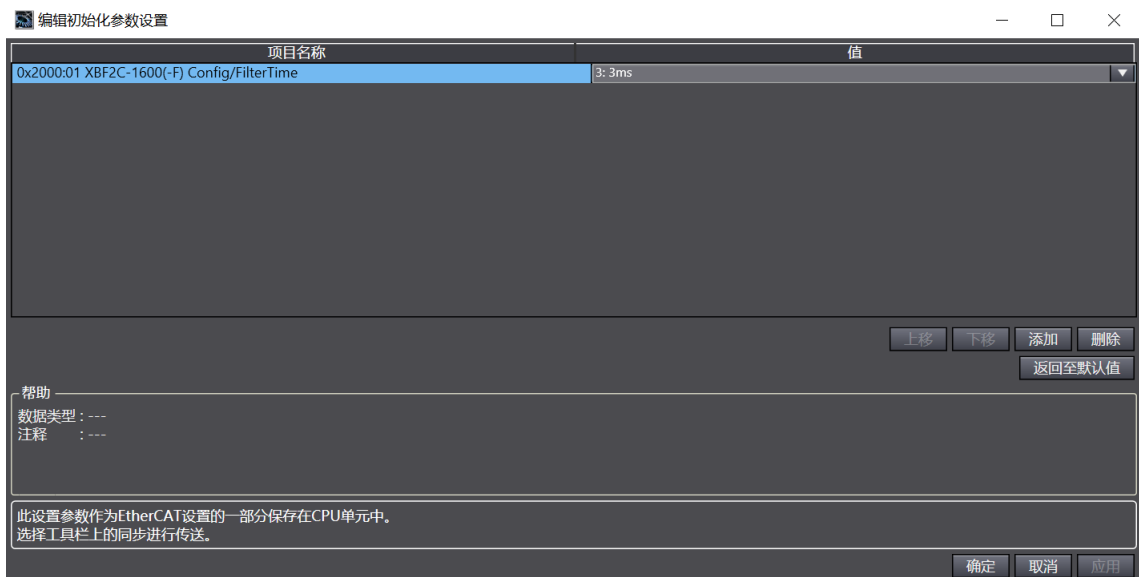 编辑初始化参数设置
项目名称 值
0x2000:01 XBF2C-1600(-F) Config/FilterTime 3: 3ms
上移 下移 添加 删除
返回至默认值
帮助
数据类型 : ---
注释 : ---
此设置参数作为EtherCAT设置的一部分保存在CPU单元中。
选择工具栏上的同步进行传送。
确定 取消 应用